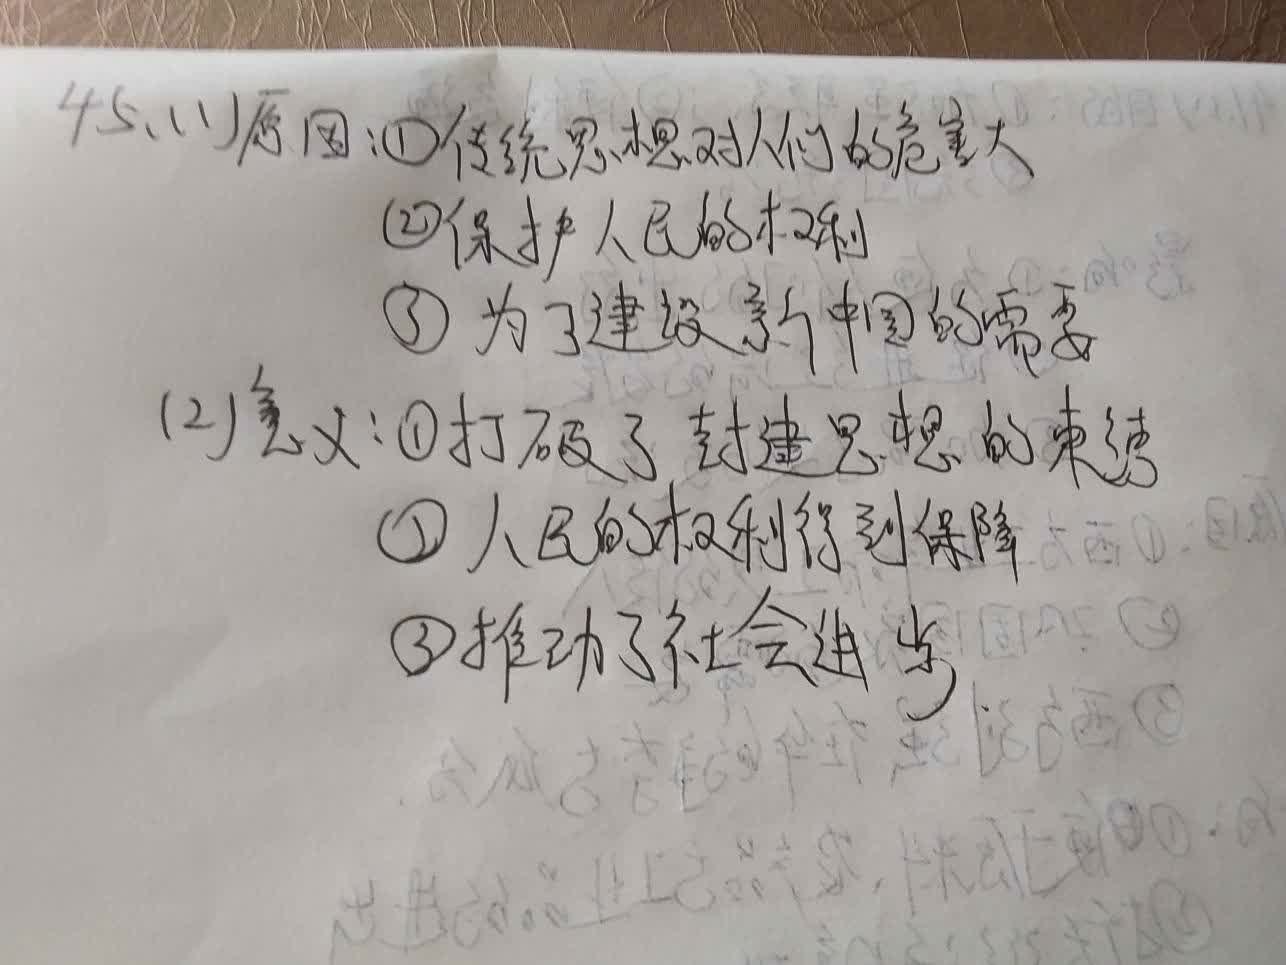 45、(1)原因:①传统思想对人们的危害大
②保护人民的权利
③为了建设新中国的需要
(2)意义:①打破了封建思想的束缚
②人民的权利得到保障
③推动了社会进步